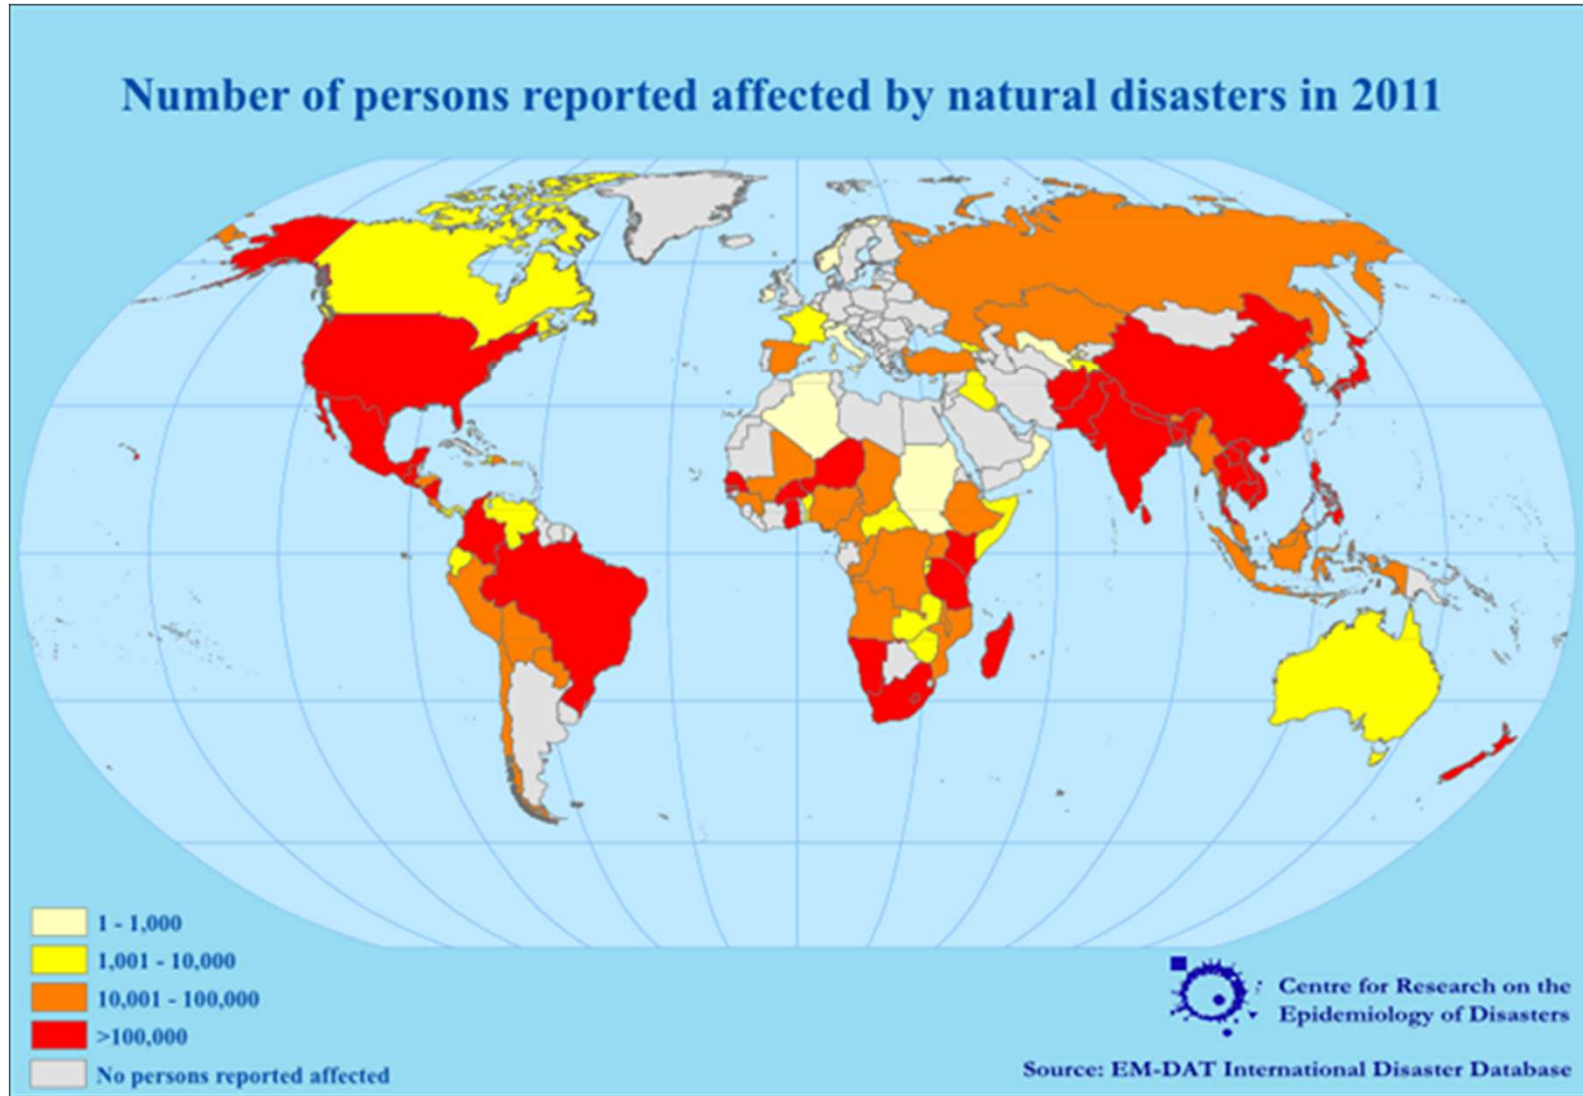 Number of persons reported affected by natural disasters in 2011
1 - 1,000
1,001 - 10,000
10,001 - 100,000
>100,000
No persons reported affected
Centre for Research on the
Epidemiology of Disasters
Source: EM-DAT International Disaster Database